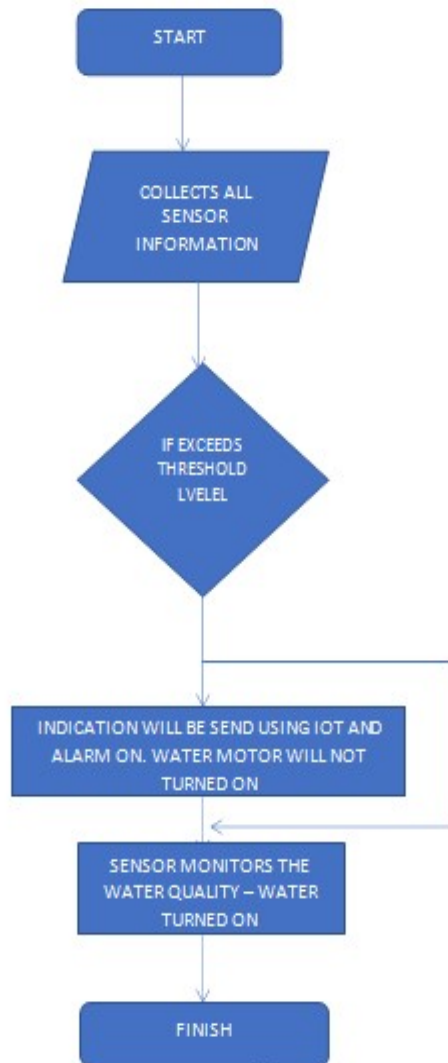 START
COLLECTS ALL
SENSOR
INFORMATION
IF EXCEEDS
THRESHOLD
LVELEL
INDICATION WILL BE SEND USING IOT AND
ALARM ON. WATER MOTOR WILL NOT
TURNED ON
SENSOR MONITORS THE
WATER QUALITY – WATER
TURNED ON
FINISH